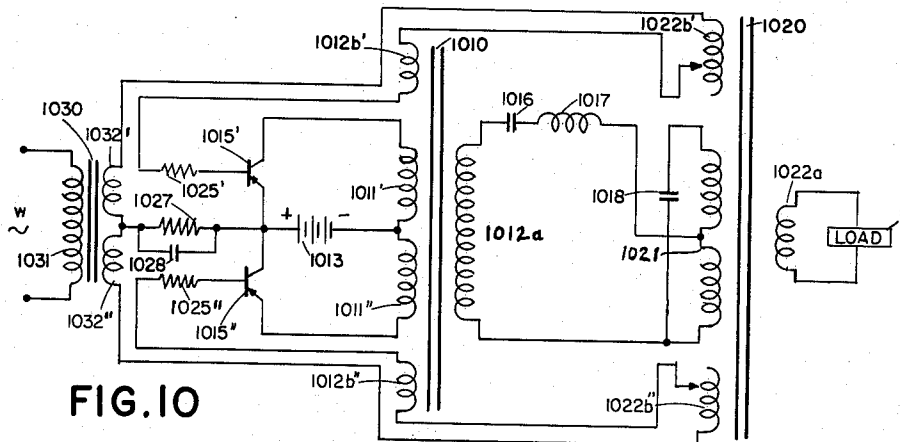 1012b' 1010 1022b' 1020
1030 1032' 1015' 1016 1017
1025' 1011' 1018 1022a
W ~ 1027 + - 1012a LOAD
1031 1028 1013 1021
1025" 1011"
1032" 1015"
FIG.10 1012b" 1022b"